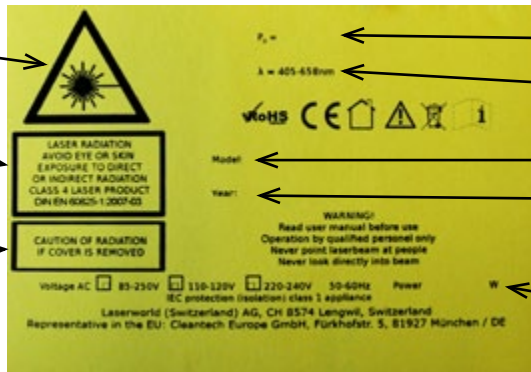 P₀ =
λ = 405-658nm
RoHS CE i
LASER RADIATION
AVOID EYE OR SKIN
EXPOSURE TO DIRECT
OR INDIRECT RADIATION
CLASS 4 LASER PRODUCT
DIN EN 60825-1:2007-03
Model:
Year:
CAUTION OF RADIATION
IF COVER IS REMOVED
WARNING!
Read user manual before use
Operation by qualified personel only
Never point laserbeam at people
Never look directly into beam
Voltage AC 85-250V 110-120V 220-240V 50-60Hz Power W
IEC protection (isolation) class 1 appliance
Laserworld (Switzerland) AG, CH 8574 Lengwil, Switzerland
Representative in the EU: Cleantech Europe GmbH, Fürkhofstr. 5, 81927 München / DE